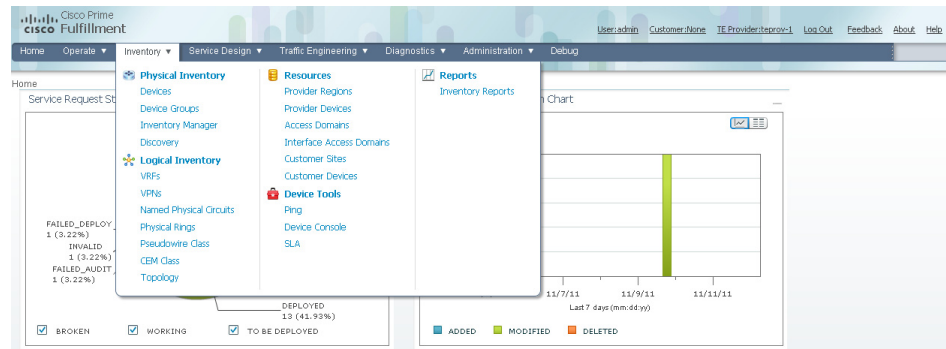 Cisco Prime
cisco Fulfillment
User:admin Customer:None TE Provider:teprov-1 Log Out Feedback About Help
Home Operate Inventory Service Design Traffic Engineering Diagnostics Administration Debug
Home
Service Request St
Physical Inventory
Devices
Device Groups
Inventory Manager
Discovery
Logical Inventory
VRFs
VPNs
Named Physical Circuits
Physical Rings
Pseudowire Class
CEM Class
Topology
Resources
Provider Regions
Provider Devices
Access Domains
Interface Access Domains
Customer Sites
Customer Devices
Device Tools
Ping
Device Console
SLA
Reports
Inventory Reports
n Chart
FAILED_DEPLOY
1 (3.22%)
INVALID
1 (3.22%)
FAILED_AUDIT
1 (3.22%)
DEPLOYED
13 (41.93%)
BROKEN WORKING TO BE DEPLOYED
11/7/11 11/9/11 11/11/11
Last 7 days (mm:dd:yy)
ADDED MODIFIED DELETED